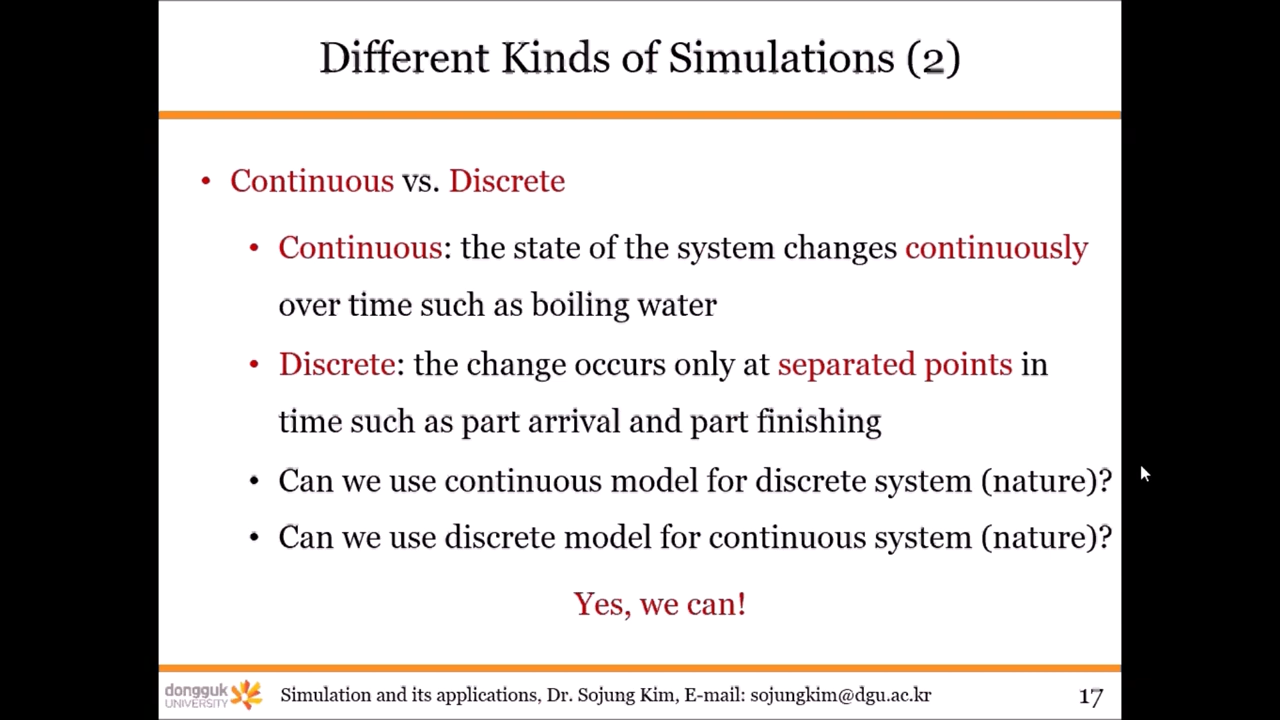 Different Kinds of Simulations (2)
• Continuous vs. Discrete
• Continuous: the state of the system changes continuously
over time such as boiling water
• Discrete: the change occurs only at separated points in
time such as part arrival and part finishing
• Can we use continuous model for discrete system (nature)?
• Can we use discrete model for continuous system (nature)?
Yes, we can!
dongguk
UNIVERSITY
Simulation and its applications, Dr. Sojung Kim, E-mail: sojungkim@dgu.ac.kr
17